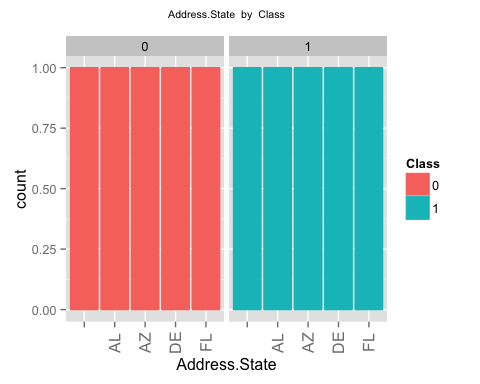 Address.State by Class
0 1
1.00
0.75
0.50
0.25
0.00
count
AL AZ DE FL AL AZ DE FL
Address.State
Class
0
1